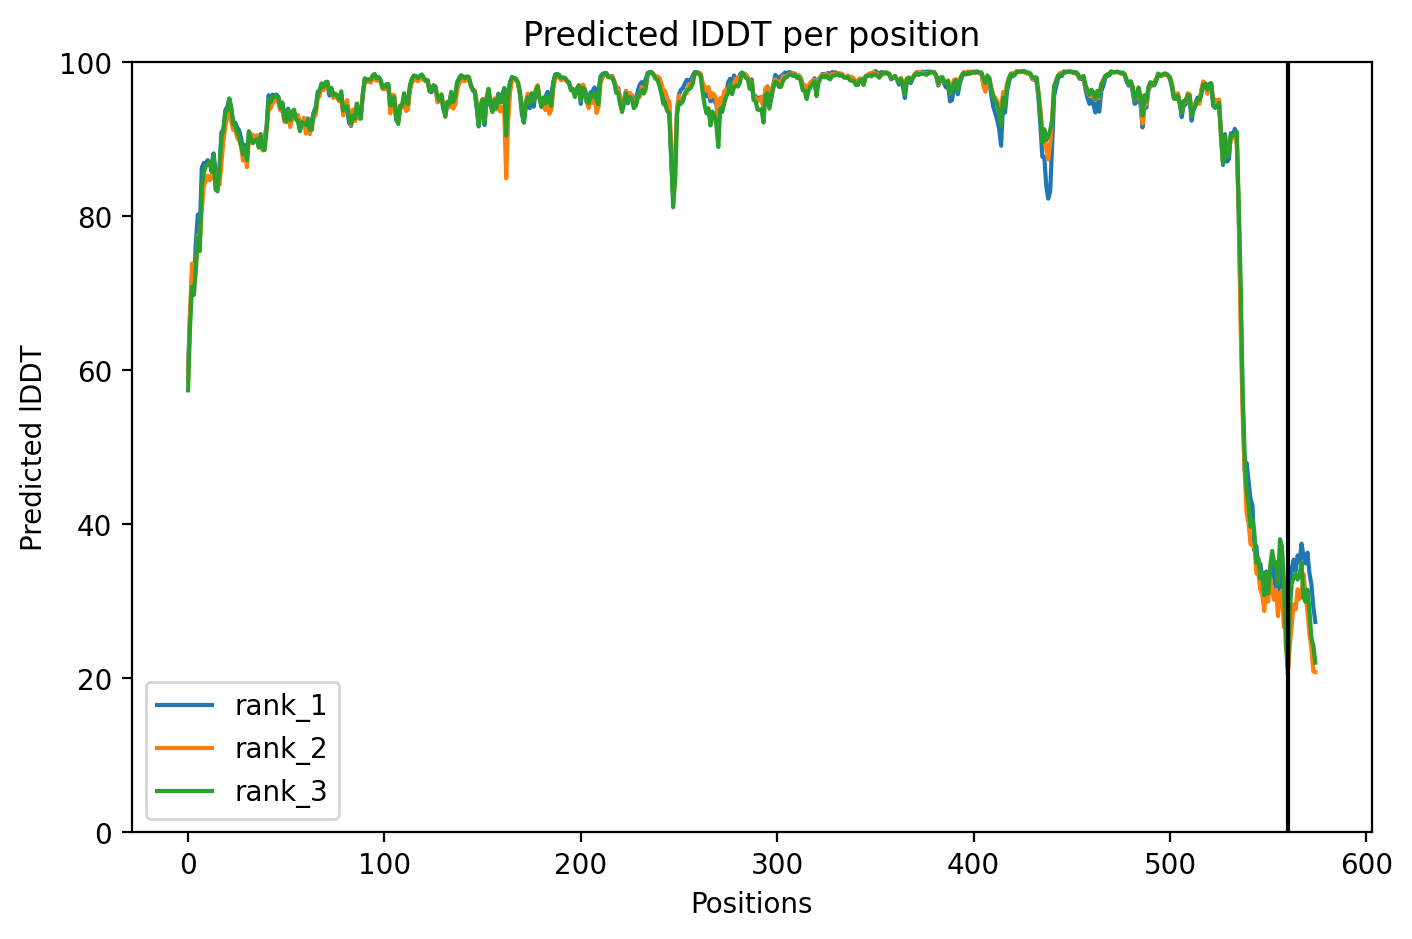 Predicted lDDT per position
100
80
60
40
20
0
Predicted lDDT
rank_1
rank_2
rank_3
0 100 200 300 400 500 600
Positions